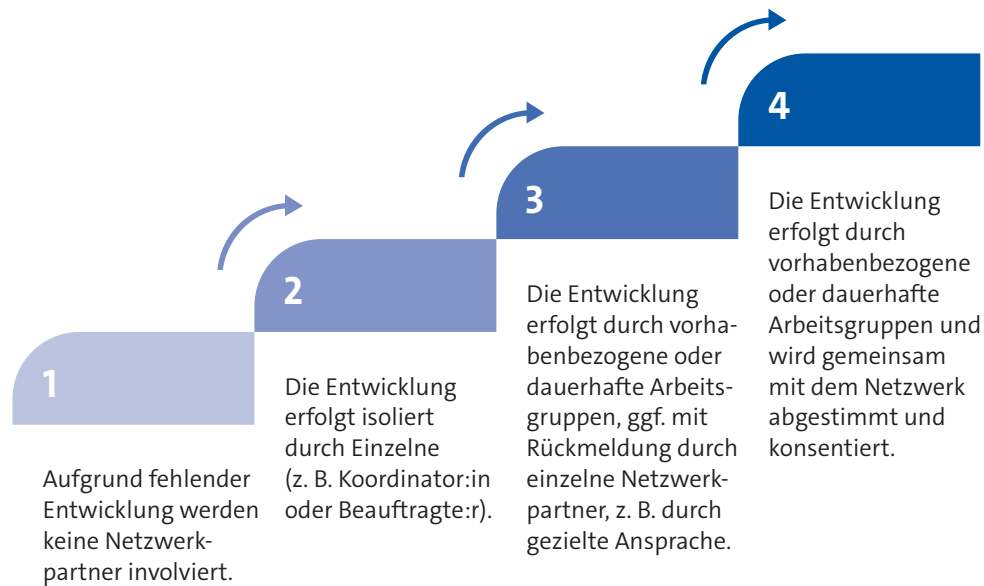 1
Aufgrund fehlender
Entwicklung werden
keine Netzwerk-
partner involviert.
2
Die Entwicklung
erfolgt isoliert
durch Einzelne
(z. B. Koordinator:in
oder Beauftragte:r).
3
Die Entwicklung
erfolgt durch vorha-
benbezogene oder
dauerhafte Arbeits-
gruppen, ggf. mit
Rückmeldung durch
einzelne Netzwerk-
partner, z. B. durch
gezielte Ansprache.
4
Die Entwicklung
erfolgt durch
vorhabenbezogene
oder dauerhafte
Arbeitsgruppen und
wird gemeinsam
mit dem Netzwerk
abgestimmt und
konsentiert.